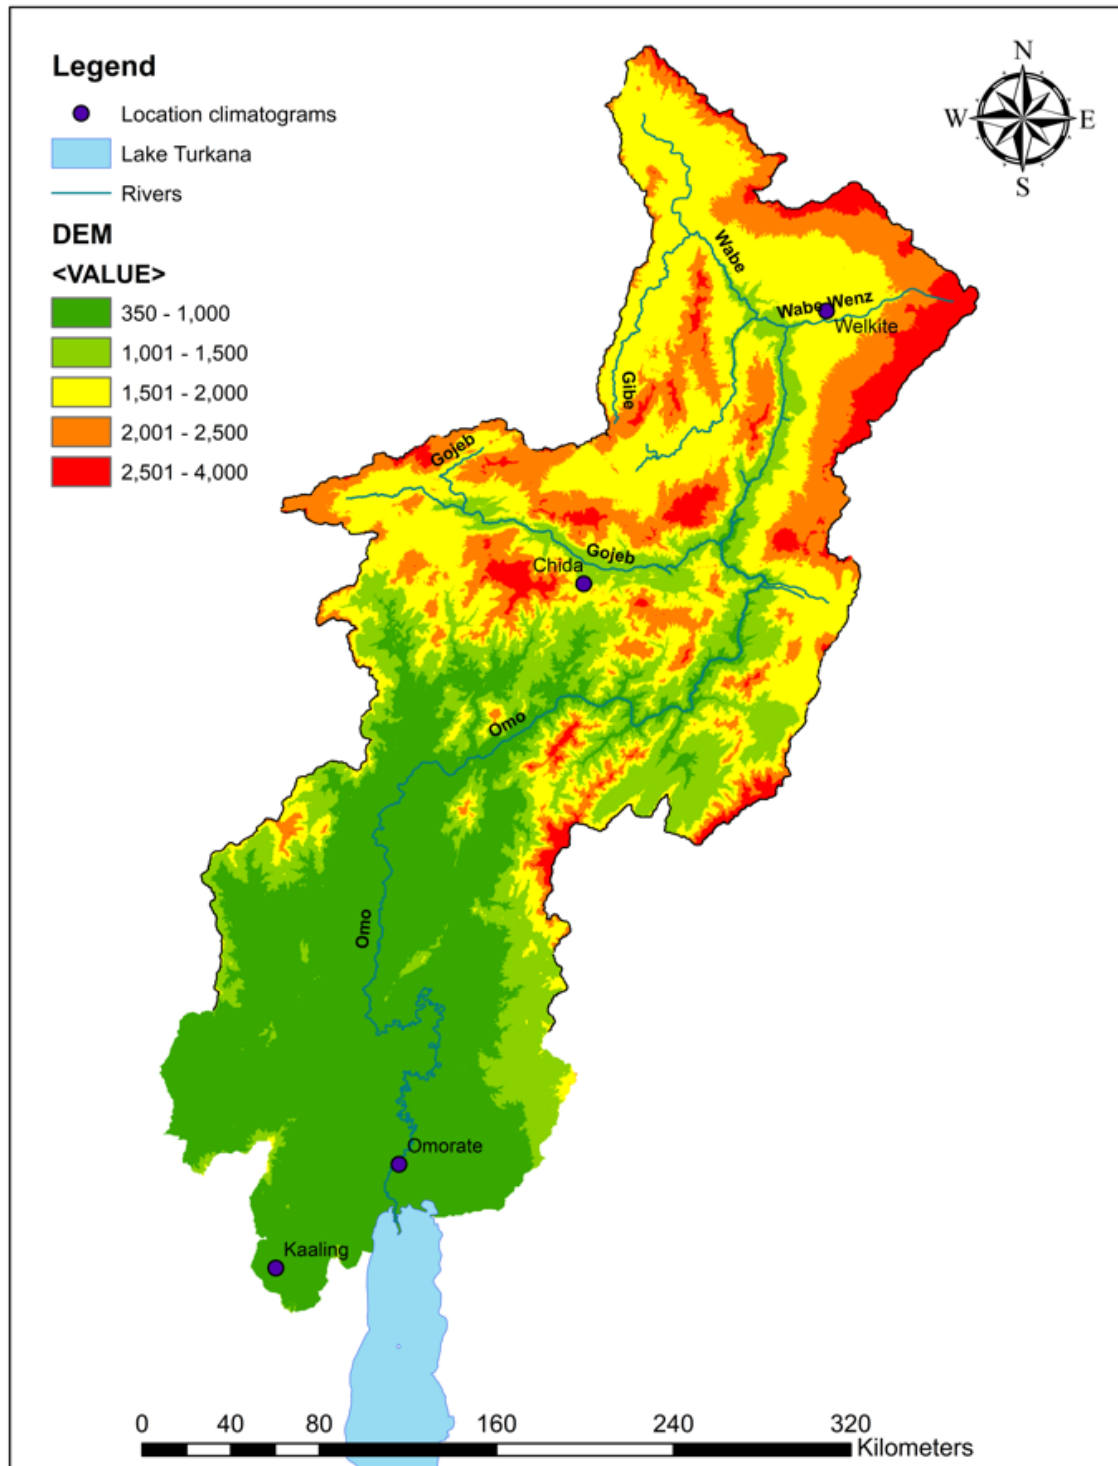 Legend
Location climatograms
Lake Turkana
Rivers
DEM
<VALUE>
350 - 1,000
1,001 - 1,500
1,501 - 2,000
2,001 - 2,500
2,501 - 4,000
N
W E
S
Wabe
Wabe Wenz
Welkite
Gibe
Gojeb
Gojeb
Chida
Omo
Omo
Omorate
Kaaling
0 40 80 160 240 320
Kilometers